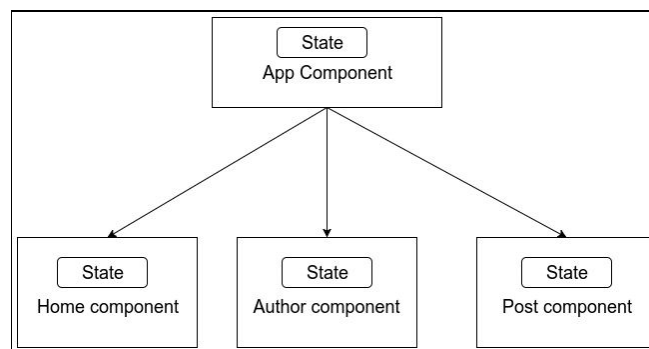 State
App Component
State
Home component
State
Author component
State
Post component